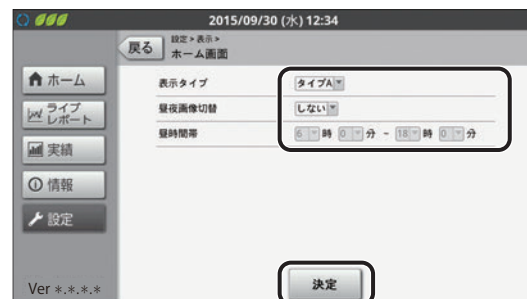 2015/09/30 (水) 12:34
戻る
設定 > 表示 >
ホーム画面
ホーム
ライブ
レポート
実績
情報
設定
Ver *.*.*.*
表示タイプ タイプA
昼夜画像切替 しない
昼時間帯 6 時 0 分 ~ 18 時 0 分
決定